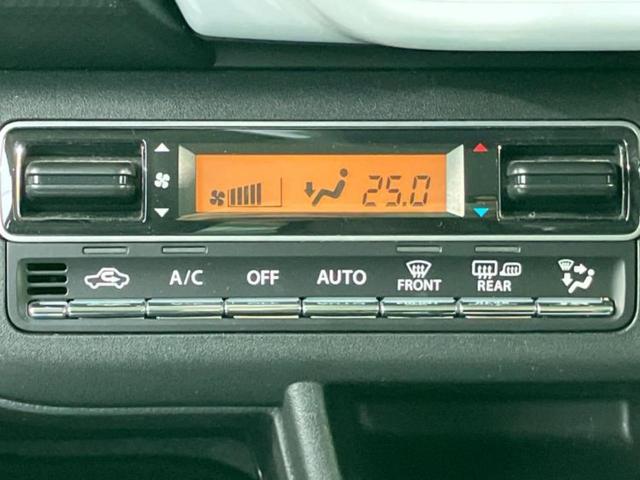 25.0
A/C OFF AUTO FRONT REAR